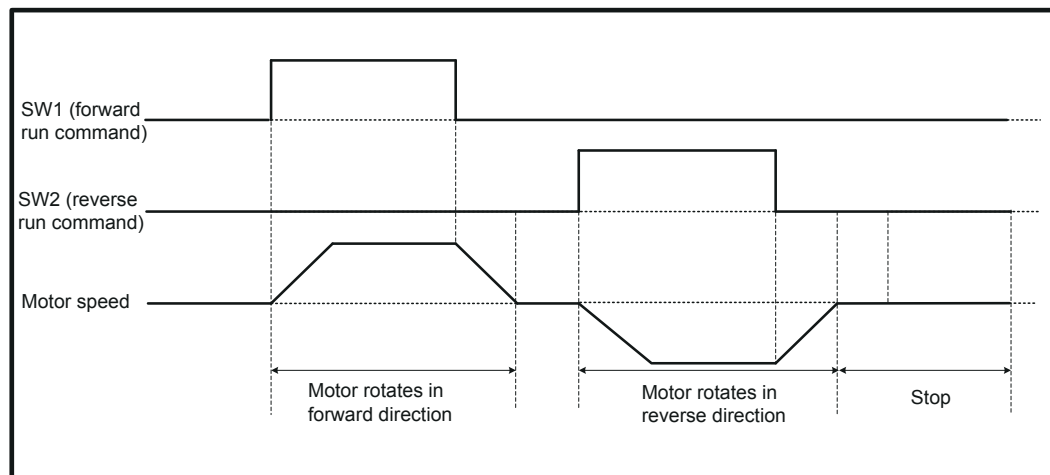 SW1 (forward
run command)
SW2 (reverse
run command)
Motor speed
Motor rotates in
forward direction
Motor rotates in
reverse direction
Stop